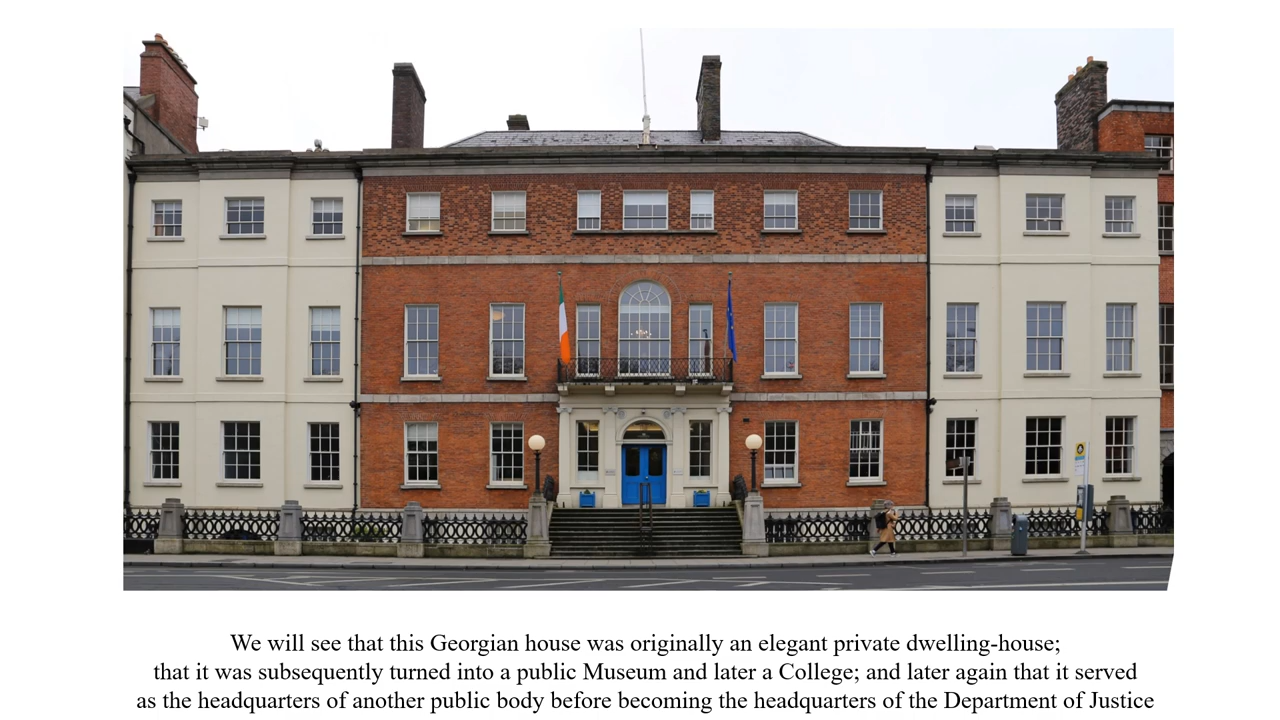 We will see that this Georgian house was originally an elegant private dwelling-house;
that it was subsequently turned into a public Museum and later a College; and later again that it served
as the headquarters of another public body before becoming the headquarters of the Department of Justice